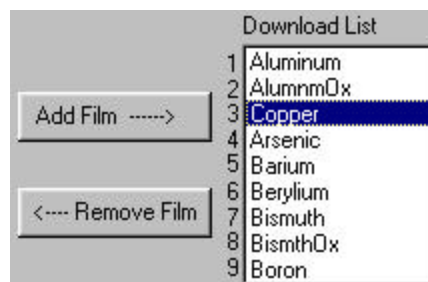 Download List
1 Aluminum
2 AlumnmOx
Add Film ------>
3 Copper
4 Arsenic
5 Barium
6 Berylium
<---- Remove Film
7 Bismuth
8 BismthOx
9 Boron